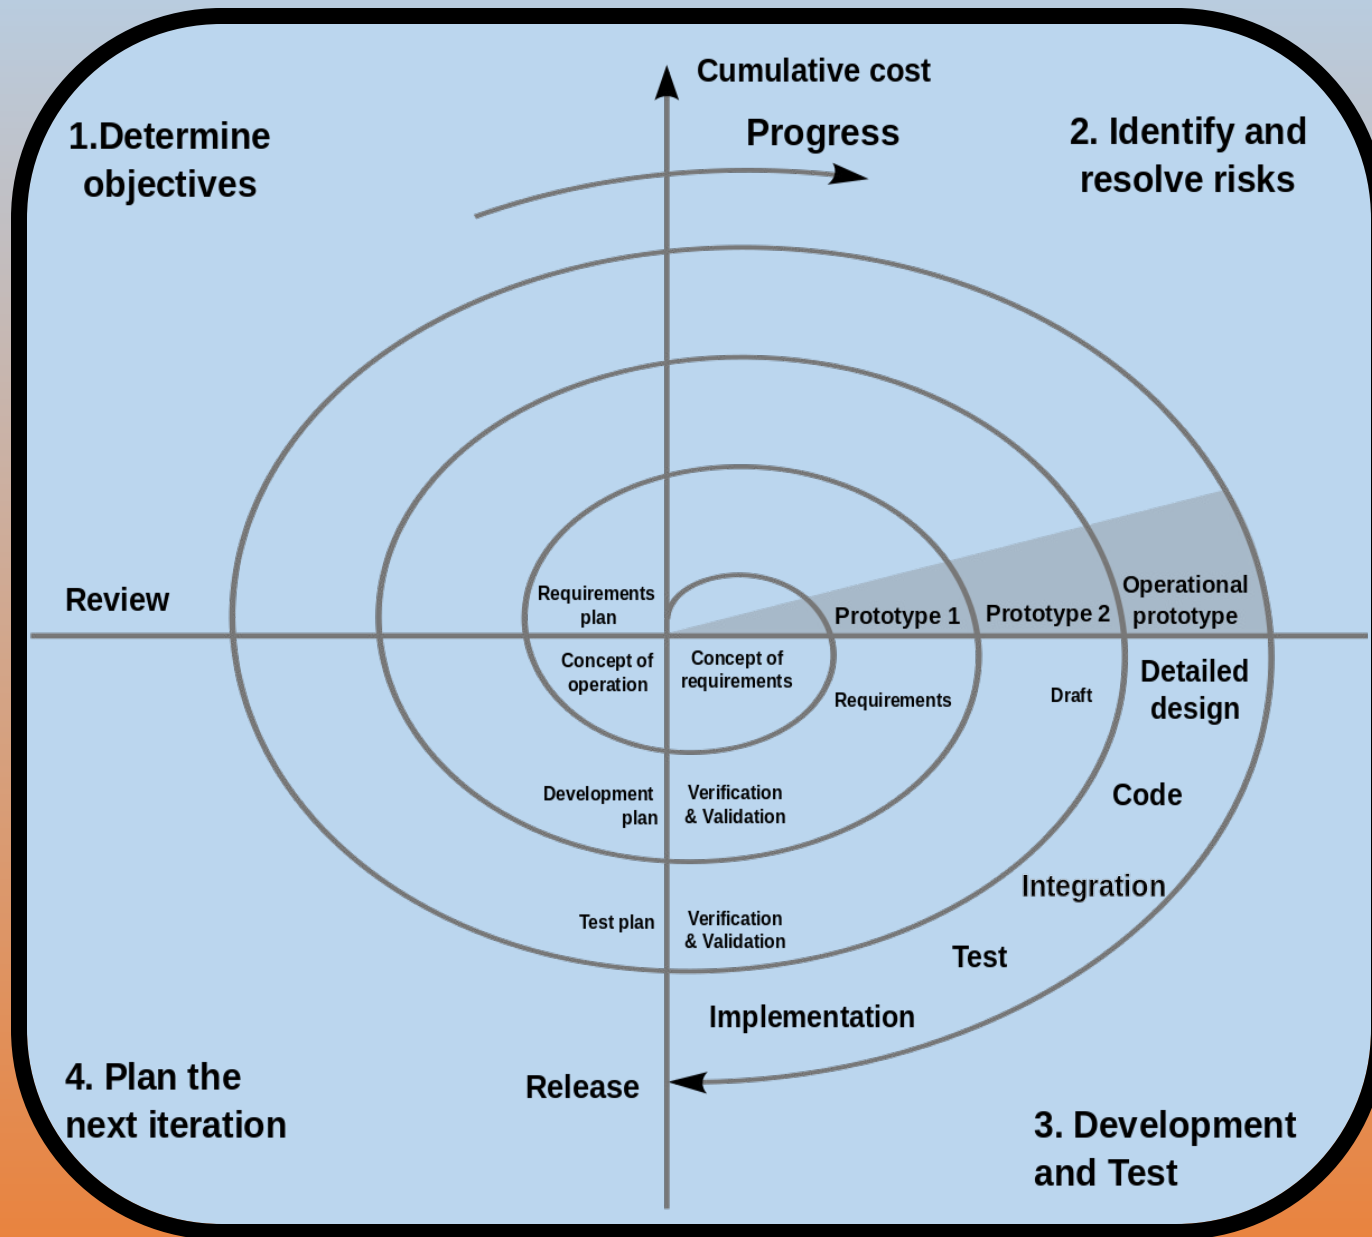 Cumulative cost
Progress
1.Determine
objectives
2. Identify and
resolve risks
Review
Requirements
plan
Prototype 1
Prototype 2
Operational
prototype
Concept of
operation
Concept of
requirements
Requirements
Draft
Detailed
design
Development
plan
Verification
& Validation
Code
Integration
Test plan
Verification
& Validation
Test
Implementation
Release
4. Plan the
next iteration
3. Development
and Test